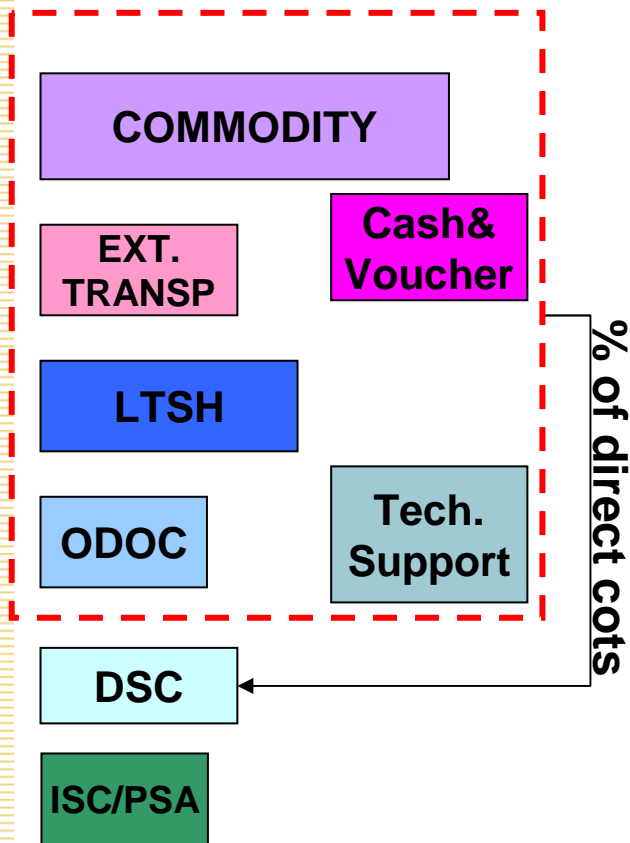 COMMODITY
EXT.
TRANSP
Cash&
Voucher
LTSH
ODOC
Tech.
Support
DSC
ISC/PSA
% of direct cots